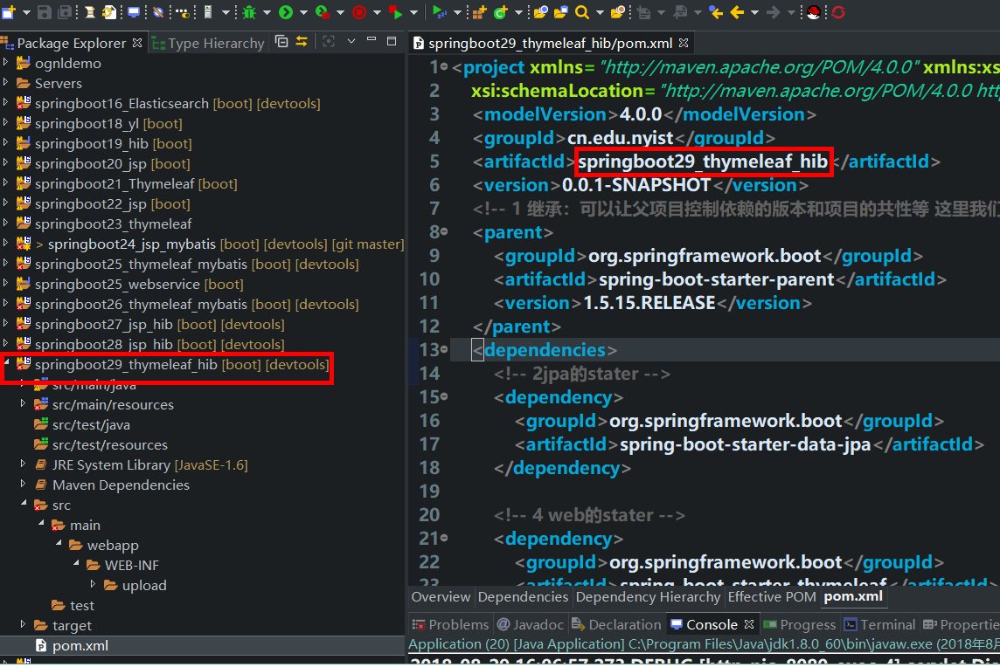 Package Explorer
Type Hierarchy
ognldemo
Servers
springboot16_Elasticsearch [boot] [devtools]
springboot18_yl [boot]
springboot19_hib [boot]
springboot20_jsp [boot]
springboot21_Thymeleaf [boot]
springboot22_jsp [boot]
springboot23_thymeleaf
> springboot24_jsp_mybatis [boot] [devtools] [git master]
springboot25_thymeleaf_mybatis [boot] [devtools]
springboot25_webservice [boot]
springboot26_thymeleaf_mybatis [boot] [devtools]
springboot27_jsp_hib [boot] [devtools]
springboot28_jsp_hib [boot] [devtools]
springboot29_thymeleaf_hib [boot] [devtools]
src/main/java
src/main/resources
src/test/java
src/test/resources
JRE System Library [JavaSE-1.6]
Maven Dependencies
src
main
webapp
WEB-INF
upload
test
target
pom.xml
springboot29_thymeleaf_hib/pom.xml
1 <project xmlns="http://maven.apache.org/POM/4.0.0" xmlns:xs
2 xsi:schemaLocation="http://maven.apache.org/POM/4.0.0 htt
3 <modelVersion>4.0.0</modelVersion>
4 <groupId>cn.edu.nyist</groupId>
5 <artifactId>springboot29_thymeleaf_hib</artifactId>
6 <version>0.0.1-SNAPSHOT</version>
7 <!-- 1 继承：可以让父项目控制依赖的版本和项目的共性等 这里我们
8 <parent>
9 <groupId>org.springframework.boot</groupId>
10 <artifactId>spring-boot-starter-parent</artifactId>
11 <version>1.5.15.RELEASE</version>
12 </parent>
13 <dependencies>
14 <!-- 2jpa的stater -->
15 <dependency>
16 <groupId>org.springframework.boot</groupId>
17 <artifactId>spring-boot-starter-data-jpa</artifactId>
18 </dependency>
19
20 <!-- 4 web的stater -->
21 <dependency>
22 <groupId>org.springframework.boot</groupId>
23 <artifactId>spring-boot-starter-thymeleaf</artifactId>
Overview Dependencies Dependency Hierarchy Effective POM pom.xml
Problems Javadoc Declaration Console Progress Terminal Propertie
Application (20) [Java Application] C:\Program Files\Java\jdk1.8.0_60\bin\javaw.exe (2018年8月